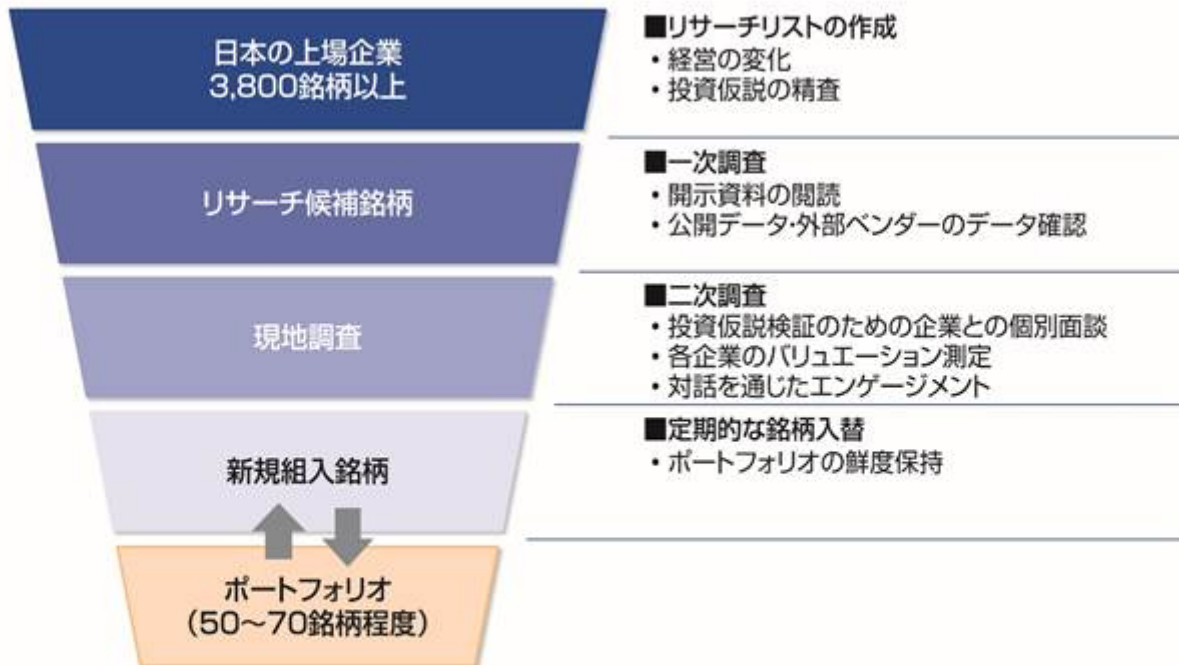 日本の上場企業
3,800銘柄以上
■リサーチリストの作成
・経営の変化
・投資仮説の精査
リサーチ候補銘柄
■一次調査
・開示資料の閲読
・公開データ・外部ベンダーのデータ確認
現地調査
■二次調査
・投資仮説検証のための企業との個別面談
・各企業のバリュエーション測定
・対話を通じたエンゲージメント
新規組入銘柄
■定期的な銘柄入替
・ポートフォリオの鮮度保持
ポートフォリオ
(50〜70銘柄程度)